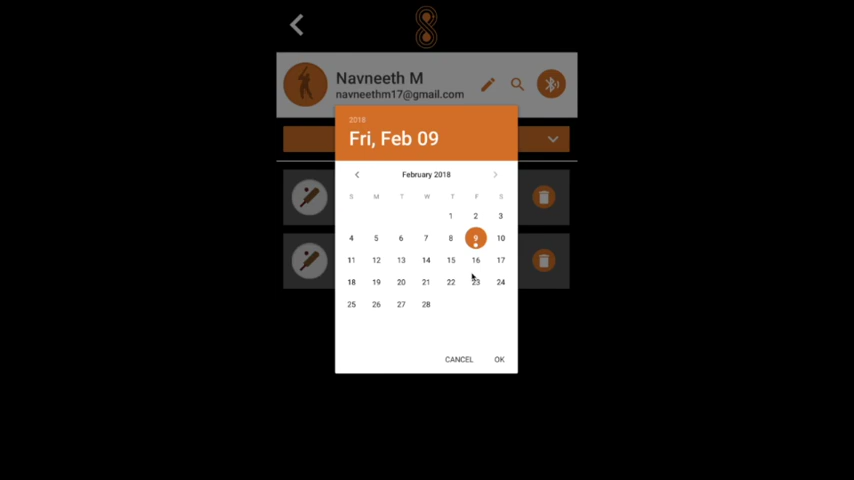 Navneeth M
navneethm17@gmail.com
2018
Fri, Feb 09
February 2018
S M T W T F S
1 2 3
4 5 6 7 8 9 10
11 12 13 14 15 16 17
18 19 20 21 22 23 24
25 26 27 28
CANCEL OK